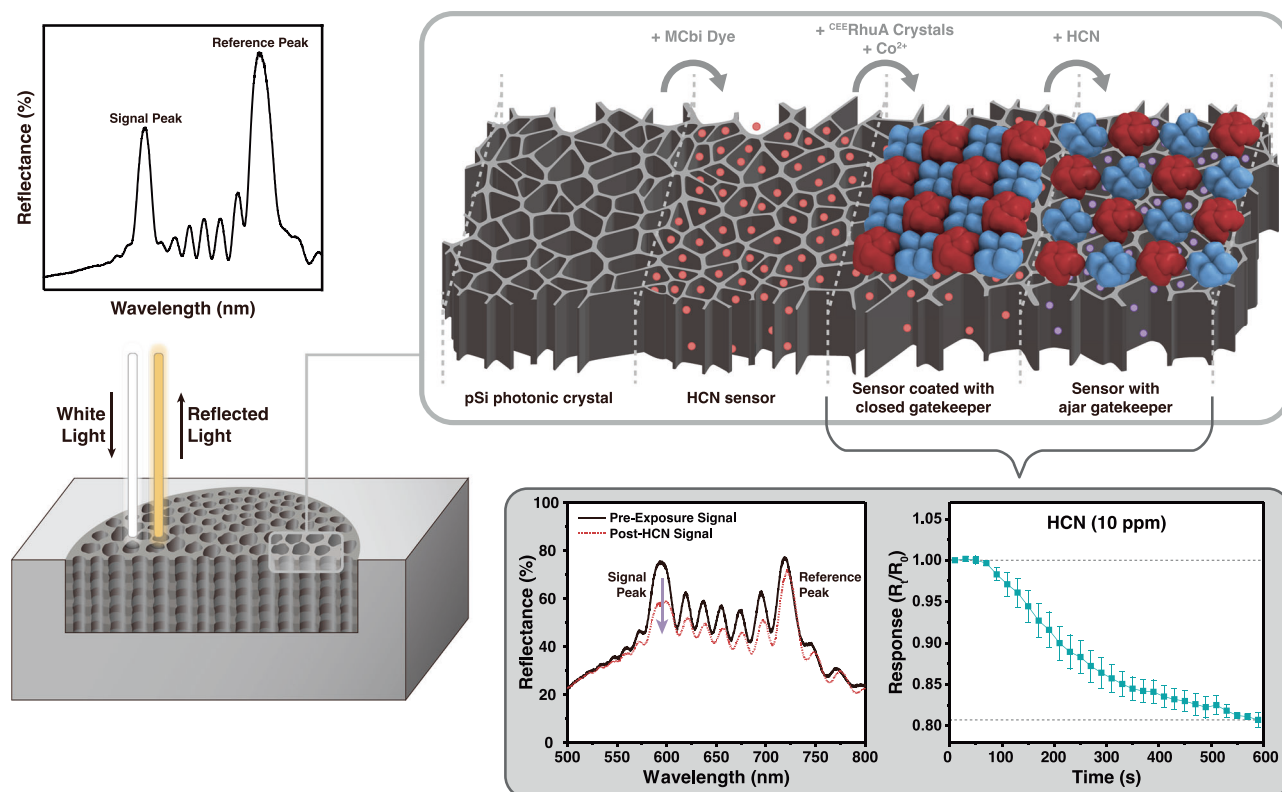 Reference Peak
Signal Peak
Reflectance (%)
Wavelength (nm)
White
Light
Reflected
Light
+ MCbi Dye
+ ᶜᴱᴱRhuA Crystals
+ Co²⁺
+ HCN
pSi photonic crystal
HCN sensor
Sensor coated with
closed gatekeeper
Sensor with
ajar gatekeeper
Pre-Exposure Signal
Post-HCN Signal
Signal
Peak
Reference
Peak
Reflectance (%)
100
80
60
40
20
0
500 550 600 650 700 750 800
Wavelength (nm)
HCN (10 ppm)
Response (Rₜ/R₀)
1.05
1.00
0.95
0.90
0.85
0.80
0 100 200 300 400 500 600
Time (s)